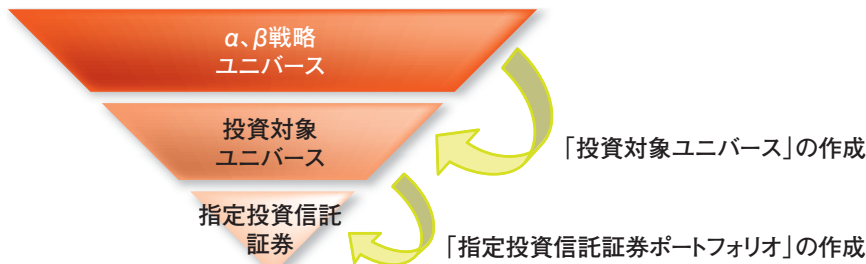 α、β戦略
ユニバース
投資対象
ユニバース
「投資対象ユニバース」の作成
指定投資信託
証券
「指定投資信託証券ポートフォリオ」の作成